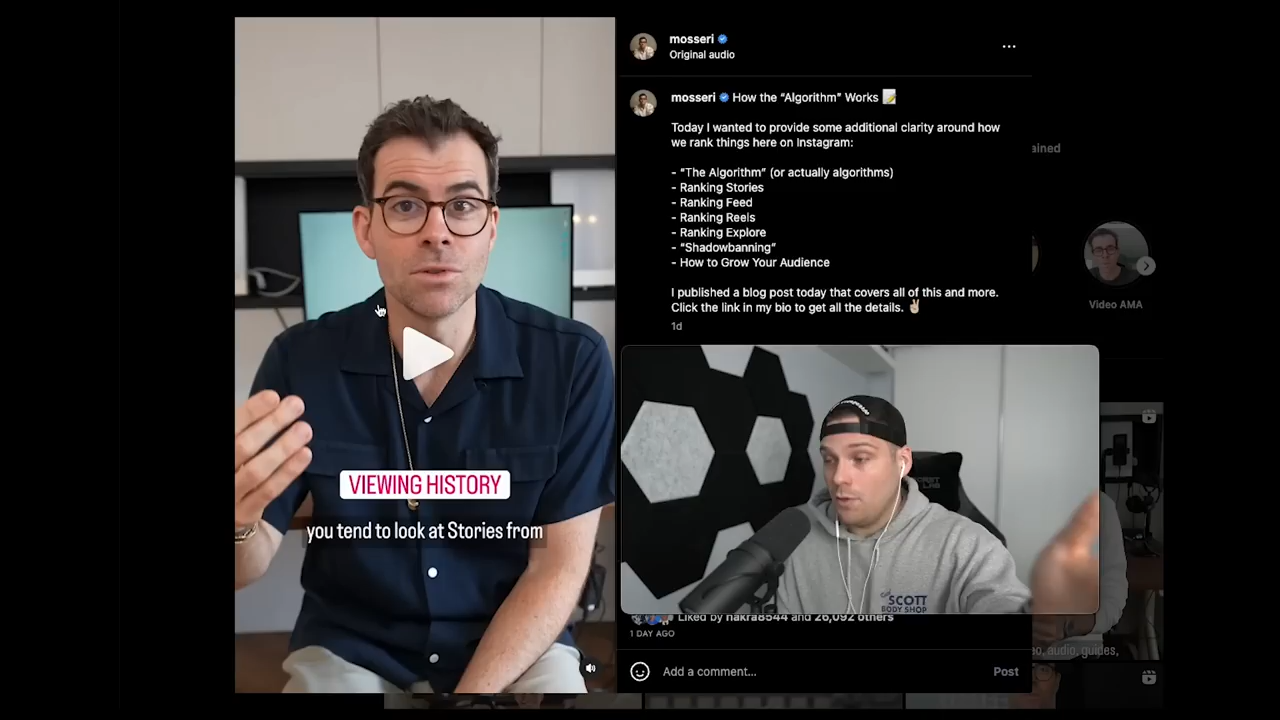 mosseri
Original audio
mosseri How the “Algorithm” Works
Today I wanted to provide some additional clarity around how
we rank things here on Instagram:
- “The Algorithm” (or actually algorithms)
- Ranking Stories
- Ranking Feed
- Ranking Reels
- Ranking Explore
- “Shadowbanning”
- How to Grow Your Audience
I published a blog post today that covers all of this and more.
Click the link in my bio to get all the details.
1d
ained
Video AMA
VIEWING HISTORY
you tend to look at Stories from
SCOTT
BODY SHOP
Liked by nakra8544 and 26,092 others
1 DAY AGO
eo, audio, guides,
Add a comment...
Post